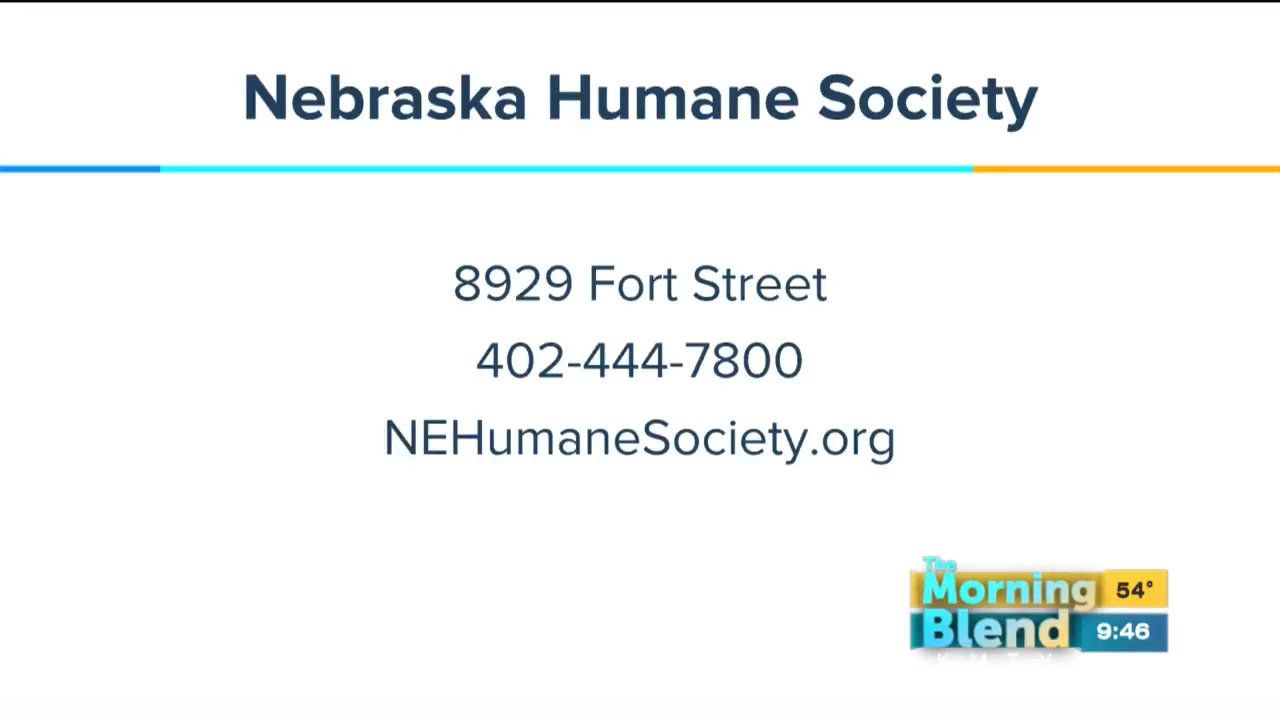 Nebraska Humane Society
8929 Fort Street
402-444-7800
NEHumaneSociety.org
The
Morning
54°
Blend
9:46